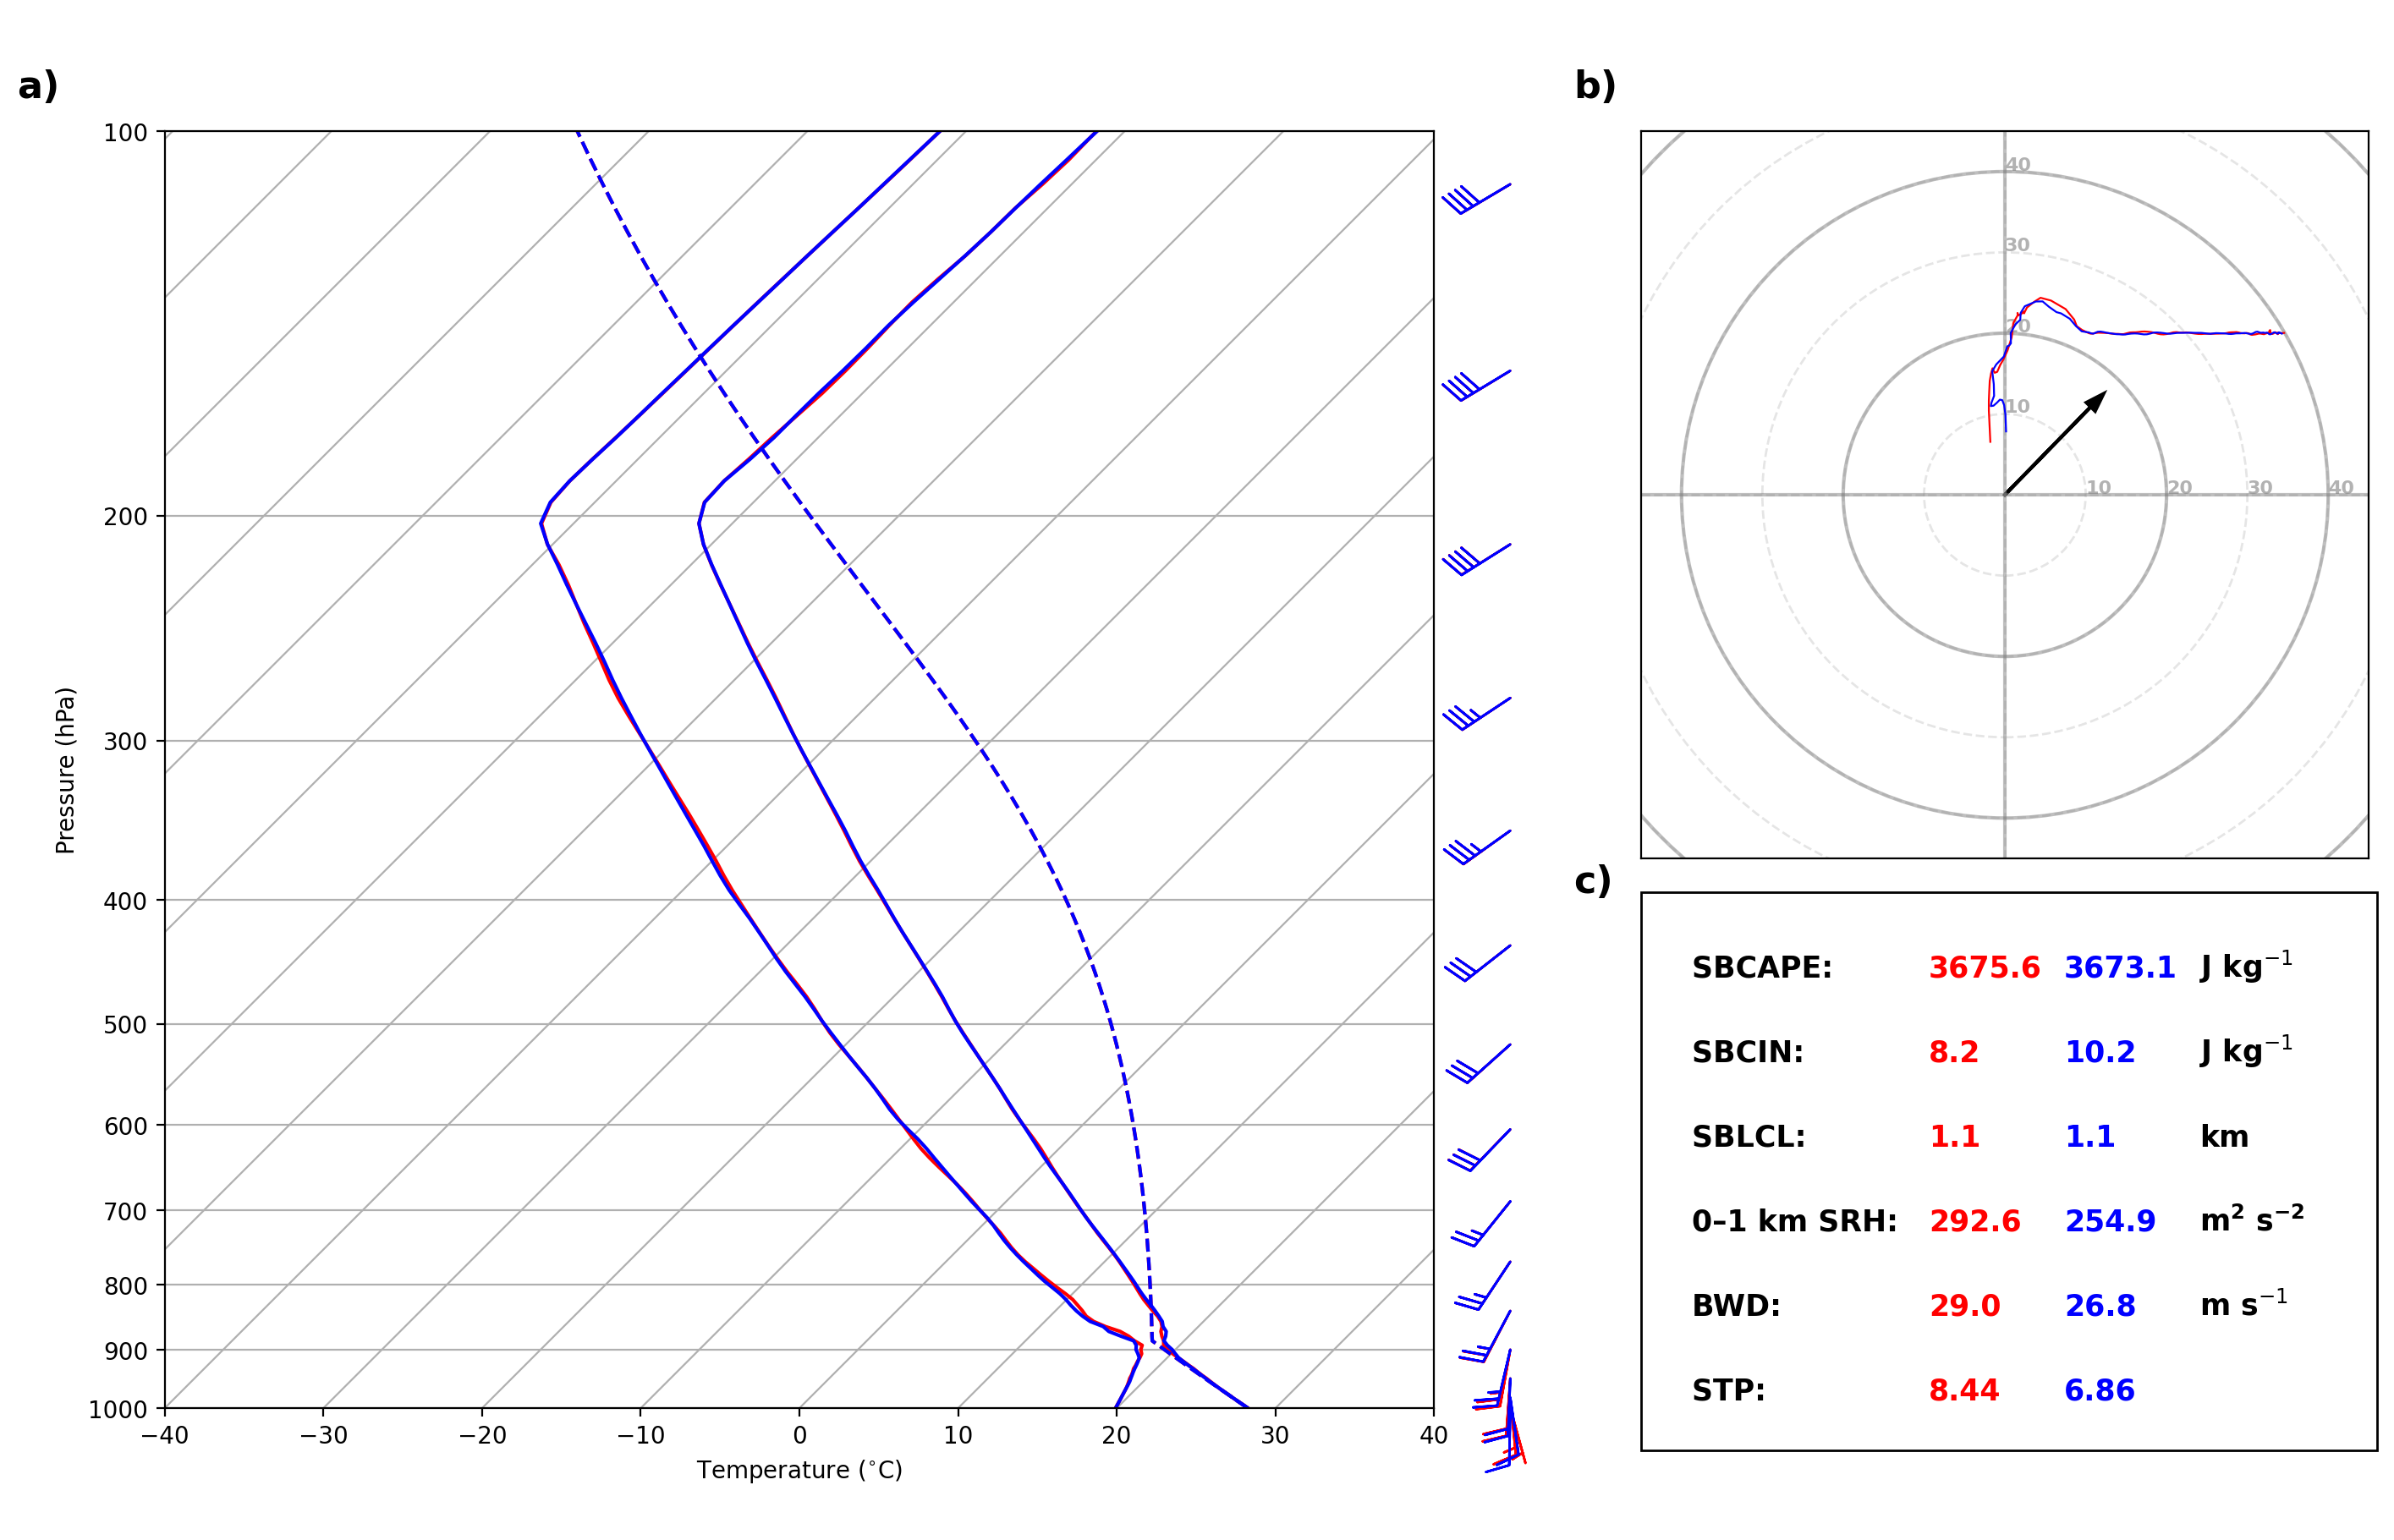 a)
100
200
300
400
500
600
700
800
900
1000
Pressure (hPa)
−40 −30 −20 −10 0 10 20 30 40
Temperature (°C)
b)
40
30
20
10
10 20 30 40
c)
SBCAPE: 3675.6 3673.1 J kg⁻¹
SBCIN: 8.2 10.2 J kg⁻¹
SBLCL: 1.1 1.1 km
0–1 km SRH: 292.6 254.9 m² s⁻²
BWD: 29.0 26.8 m s⁻¹
STP: 8.44 6.86